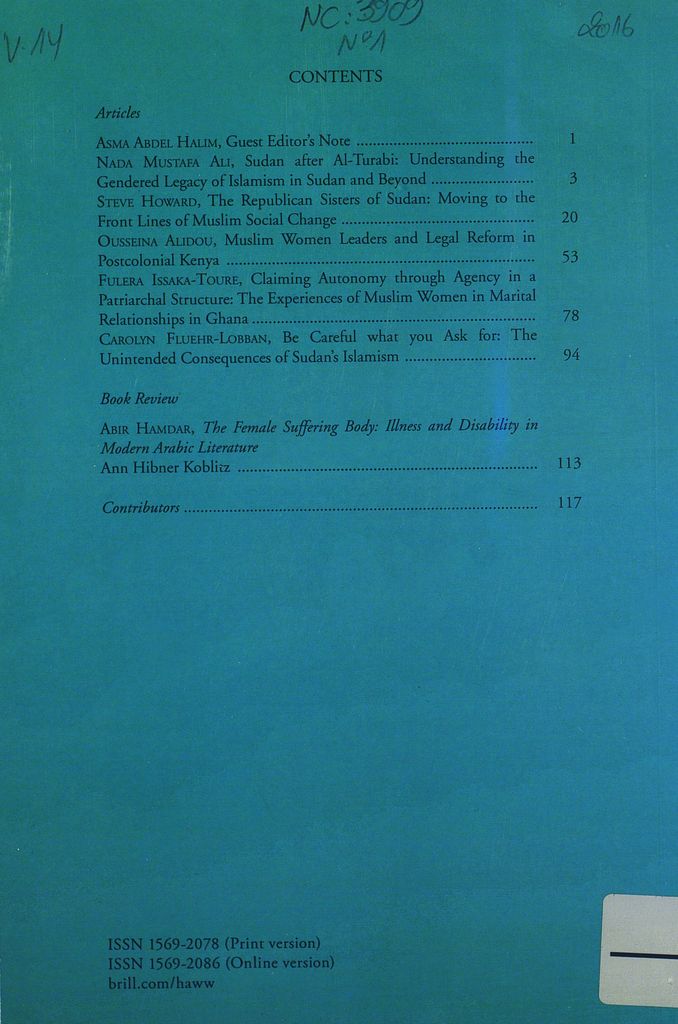 V.14
NC: 3909
N°1
2016
CONTENTS
Articles
ASMA ABDEL HALIM, Guest Editor's Note .......................................... 1
NADA MUSTAFA ALI, Sudan after Al-Turabi: Understanding the
Gendered Legacy of Islamism in Sudan and Beyond ........................ 3
STEVE HOWARD, The Republican Sisters of Sudan: Moving to the
Front Lines of Muslim Social Change .............................................. 20
OUSSEINA ALIDOU, Muslim Women Leaders and Legal Reform in
Postcolonial Kenya .......................................................................... 53
FULERA ISSAKA-TOURE, Claiming Autonomy through Agency in a
Patriarchal Structure: The Experiences of Muslim Women in Marital
Relationships in Ghana .................................................................... 78
CAROLYN FLUEHR-LOBBAN, Be Careful what you Ask for: The
Unintended Consequences of Sudan's Islamism ............................... 94
Book Review
ABIR HAMDAR, The Female Suffering Body: Illness and Disability in
Modern Arabic Literature
Ann Hibner Koblitz ........................................................................ 113
Contributors ..................................................................................... 117
ISSN 1569-2078 (Print version)
ISSN 1569-2086 (Online version)
brill.com/haww